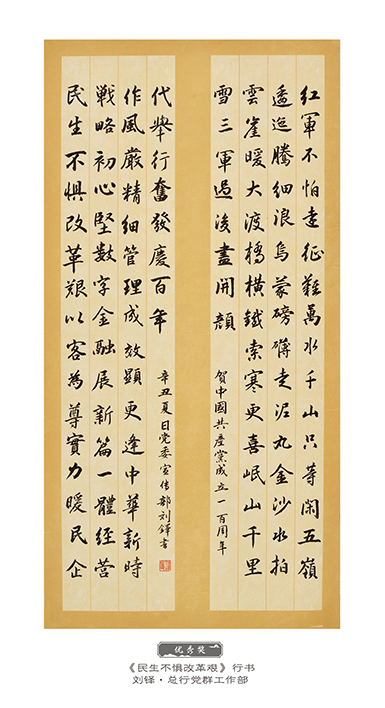 紅軍不怕遠征難萬水千山只等閑五嶺
逶迤騰細浪烏蒙磅礴走泥丸金沙水拍
雲崖暖大渡橋橫鐵索寒更喜岷山千里
雪三軍過後盡開顏
賀中國共產黨成立一百周年
民生不懼改革艱以客為尊實力暖民企
戰略初心堅數字金融展新篇一體經營
作風嚴精細管理成效顯更逢中華新時
代舉行奮發慶百年
辛丑夏日党委宣传部刘鐸書
优秀奖
《民生不惧改革艰》行书
刘铎·总行党群工作部